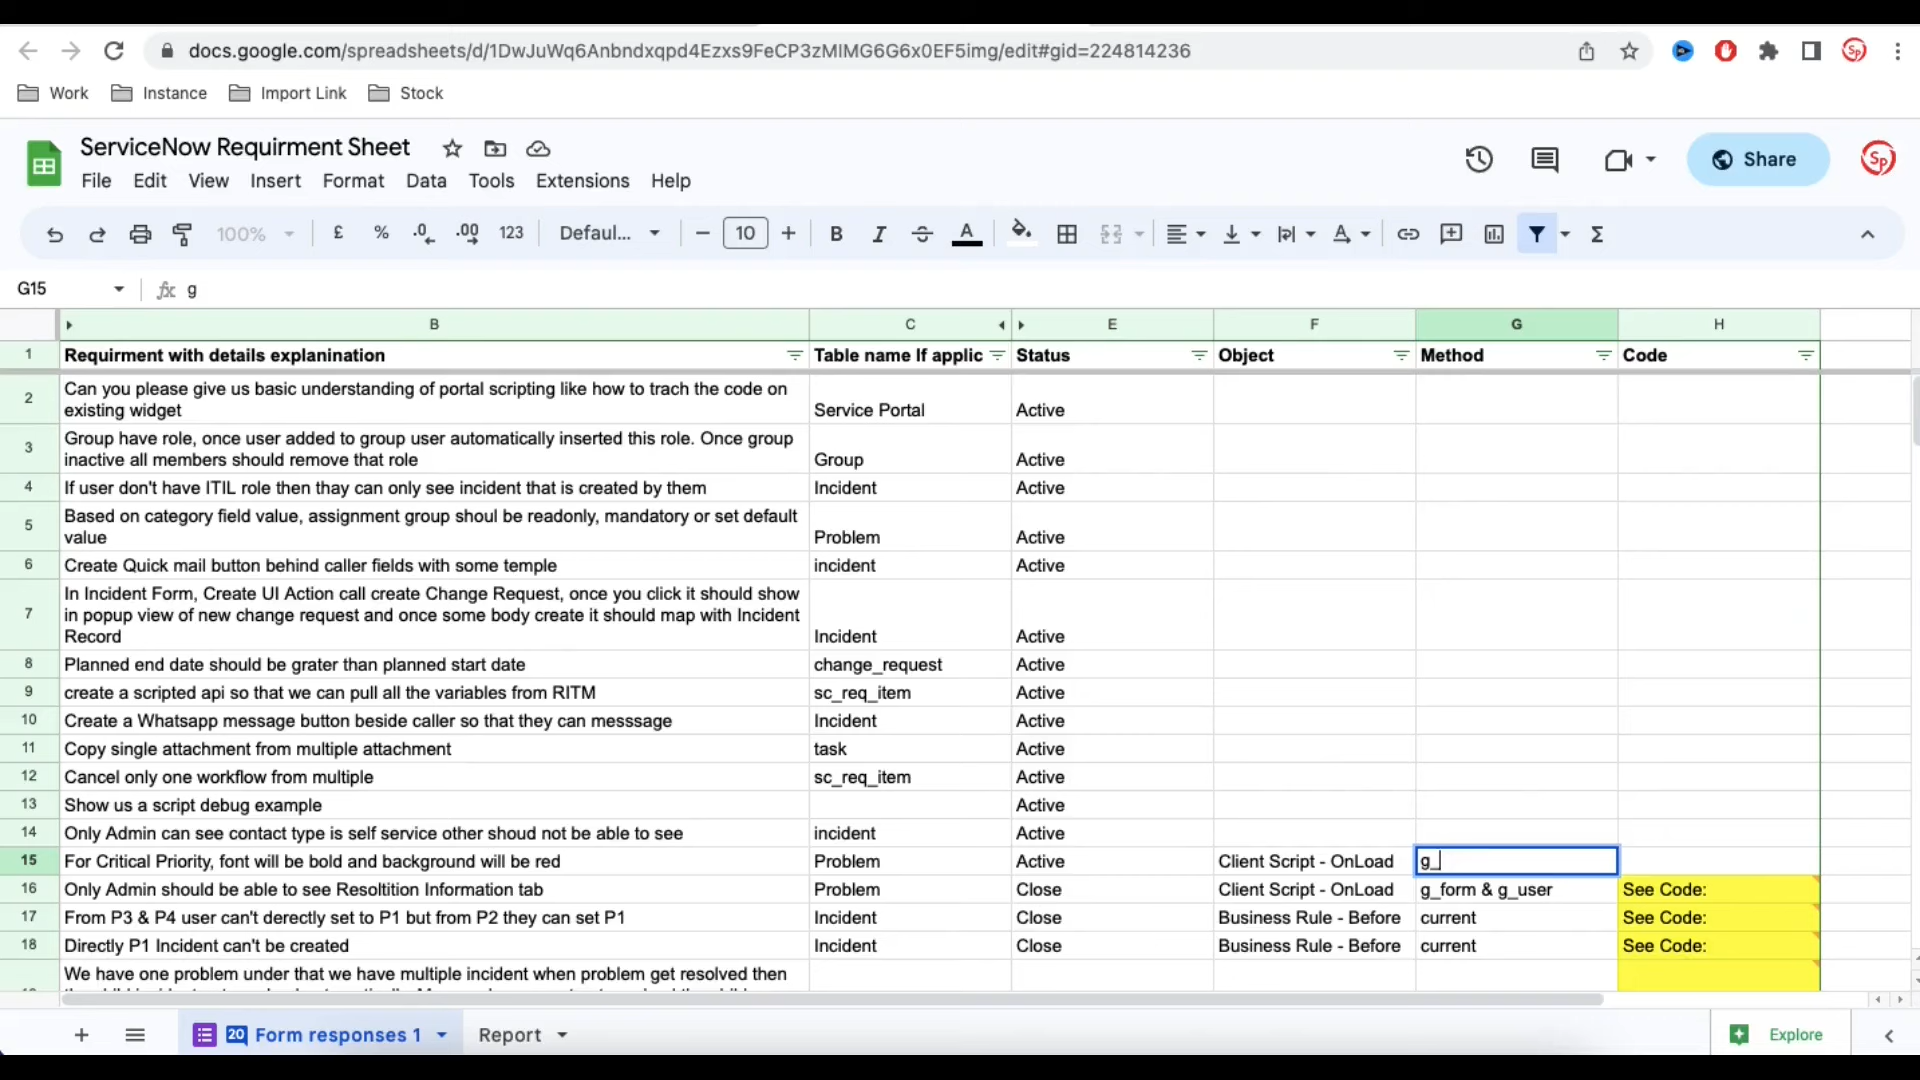 docs.google.com/spreadsheets/d/1DwJuWq6Anbndxqpd4Ezxs9FeCP3zMIMG6G6x0EF5img/edit#gid=224814236
Sp
Work Instance Import Link Stock
ServiceNow Requirment Sheet
File Edit View Insert Format Data Tools Extensions Help
Share
Sp
100% £ % .0 .00 123 Defaul... − 10 + B I S A Σ
G15 fx g
B C E F G H
1 Requirment with details explanination Table name If applic Status Object Method Code
2 Can you please give us basic understanding of portal scripting like how to trach the code on
existing widget Service Portal Active
3 Group have role, once user added to group user automatically inserted this role. Once group
inactive all members should remove that role Group Active
4 If user don't have ITIL role then thay can only see incident that is created by them Incident Active
5 Based on category field value, assignment group shoul be readonly, mandatory or set default
value Problem Active
6 Create Quick mail button behind caller fields with some temple incident Active
7 In Incident Form, Create UI Action call create Change Request, once you click it should show
in popup view of new change request and once some body create it should map with Incident
Record Incident Active
8 Planned end date should be grater than planned start date change_request Active
9 create a scripted api so that we can pull all the variables from RITM sc_req_item Active
10 Create a Whatsapp message button beside caller so that they can messsage Incident Active
11 Copy single attachment from multiple attachment task Active
12 Cancel only one workflow from multiple sc_req_item Active
13 Show us a script debug example Active
14 Only Admin can see contact type is self service other shoud not be able to see incident Active
15 For Critical Priority, font will be bold and background will be red Problem Active Client Script - OnLoad g_
16 Only Admin should be able to see Resoltition Information tab Problem Close Client Script - OnLoad g_form & g_user See Code:
17 From P3 & P4 user can't derectly set to P1 but from P2 they can set P1 Incident Close Business Rule - Before current See Code:
18 Directly P1 Incident can't be created Incident Close Business Rule - Before current See Code:
We have one problem under that we have multiple incident when problem get resolved then
+ 20 Form responses 1 Report Explore